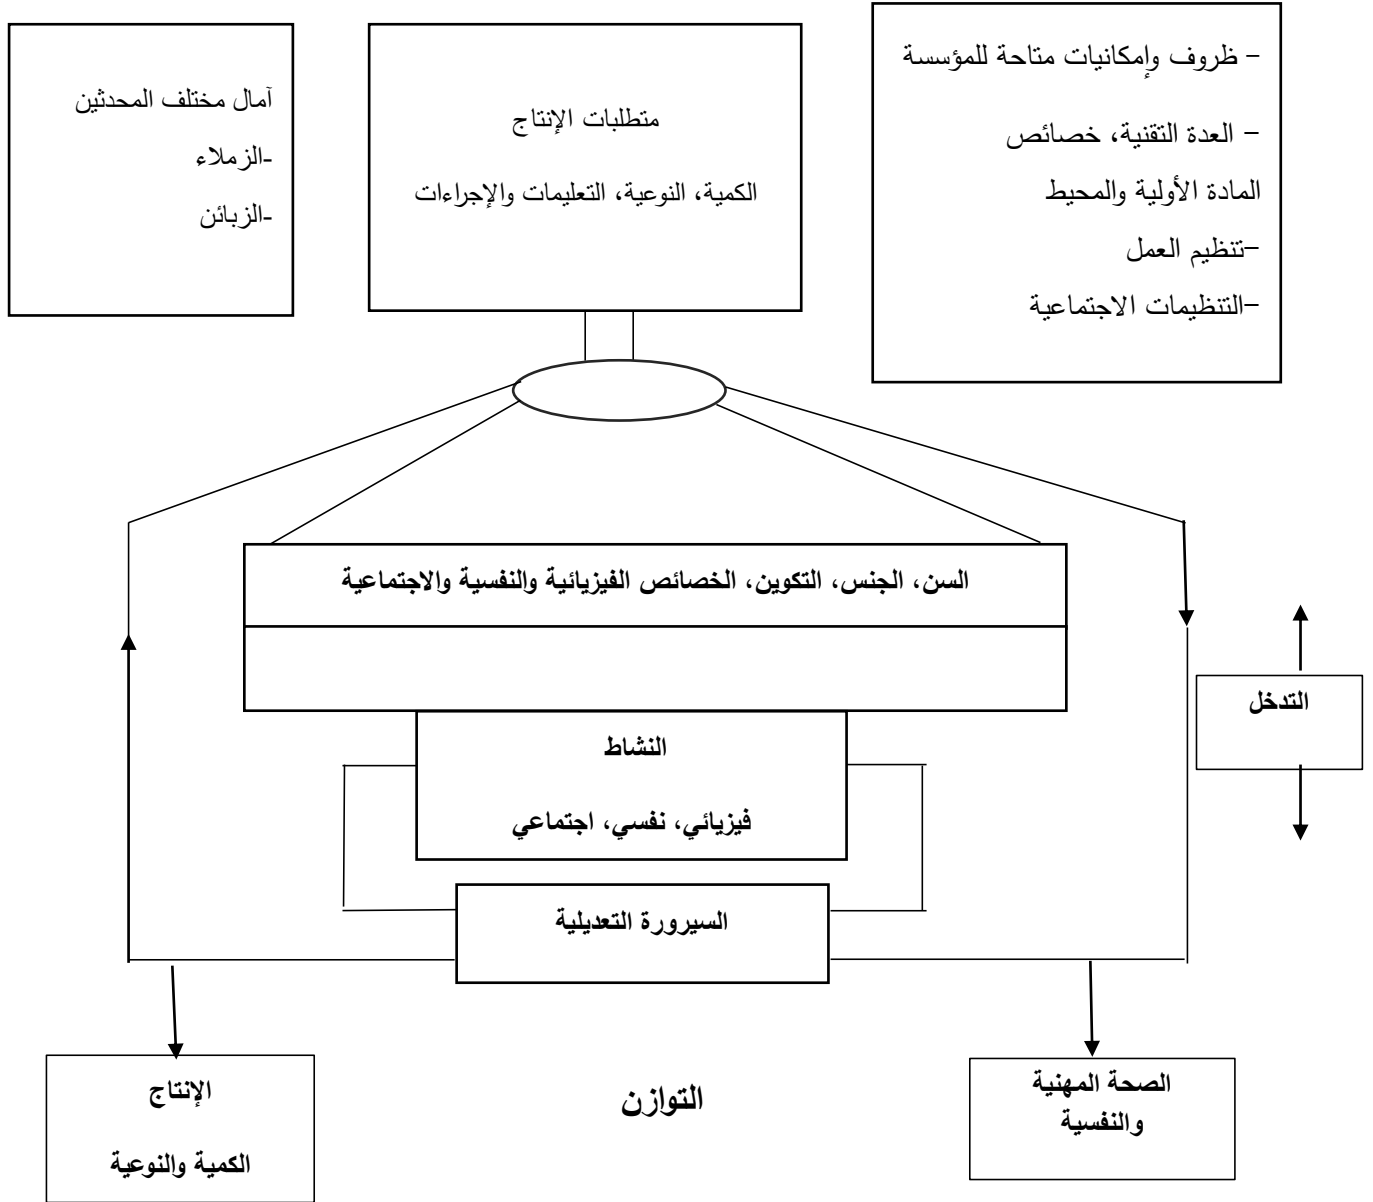 – ظروف وإمكانيات متاحة للمؤسسة
– العدة التقنية، خصائص
المادة الأولية والمحيط
–تنظيم العمل
–التنظيمات الاجتماعية
متطلبات الإنتاج
الكمية، النوعية، التعليمات والإجراءات
آمال مختلف المحدثين
-الزملاء
-الزبائن
السن، الجنس، التكوين، الخصائص الفيزيائية والنفسية والاجتماعية
التدخل
النشاط
فيزيائي، نفسي، اجتماعي
السيرورة التعديلية
الصحة المهنية
والنفسية
التوازن
الإنتاج
الكمية والنوعية